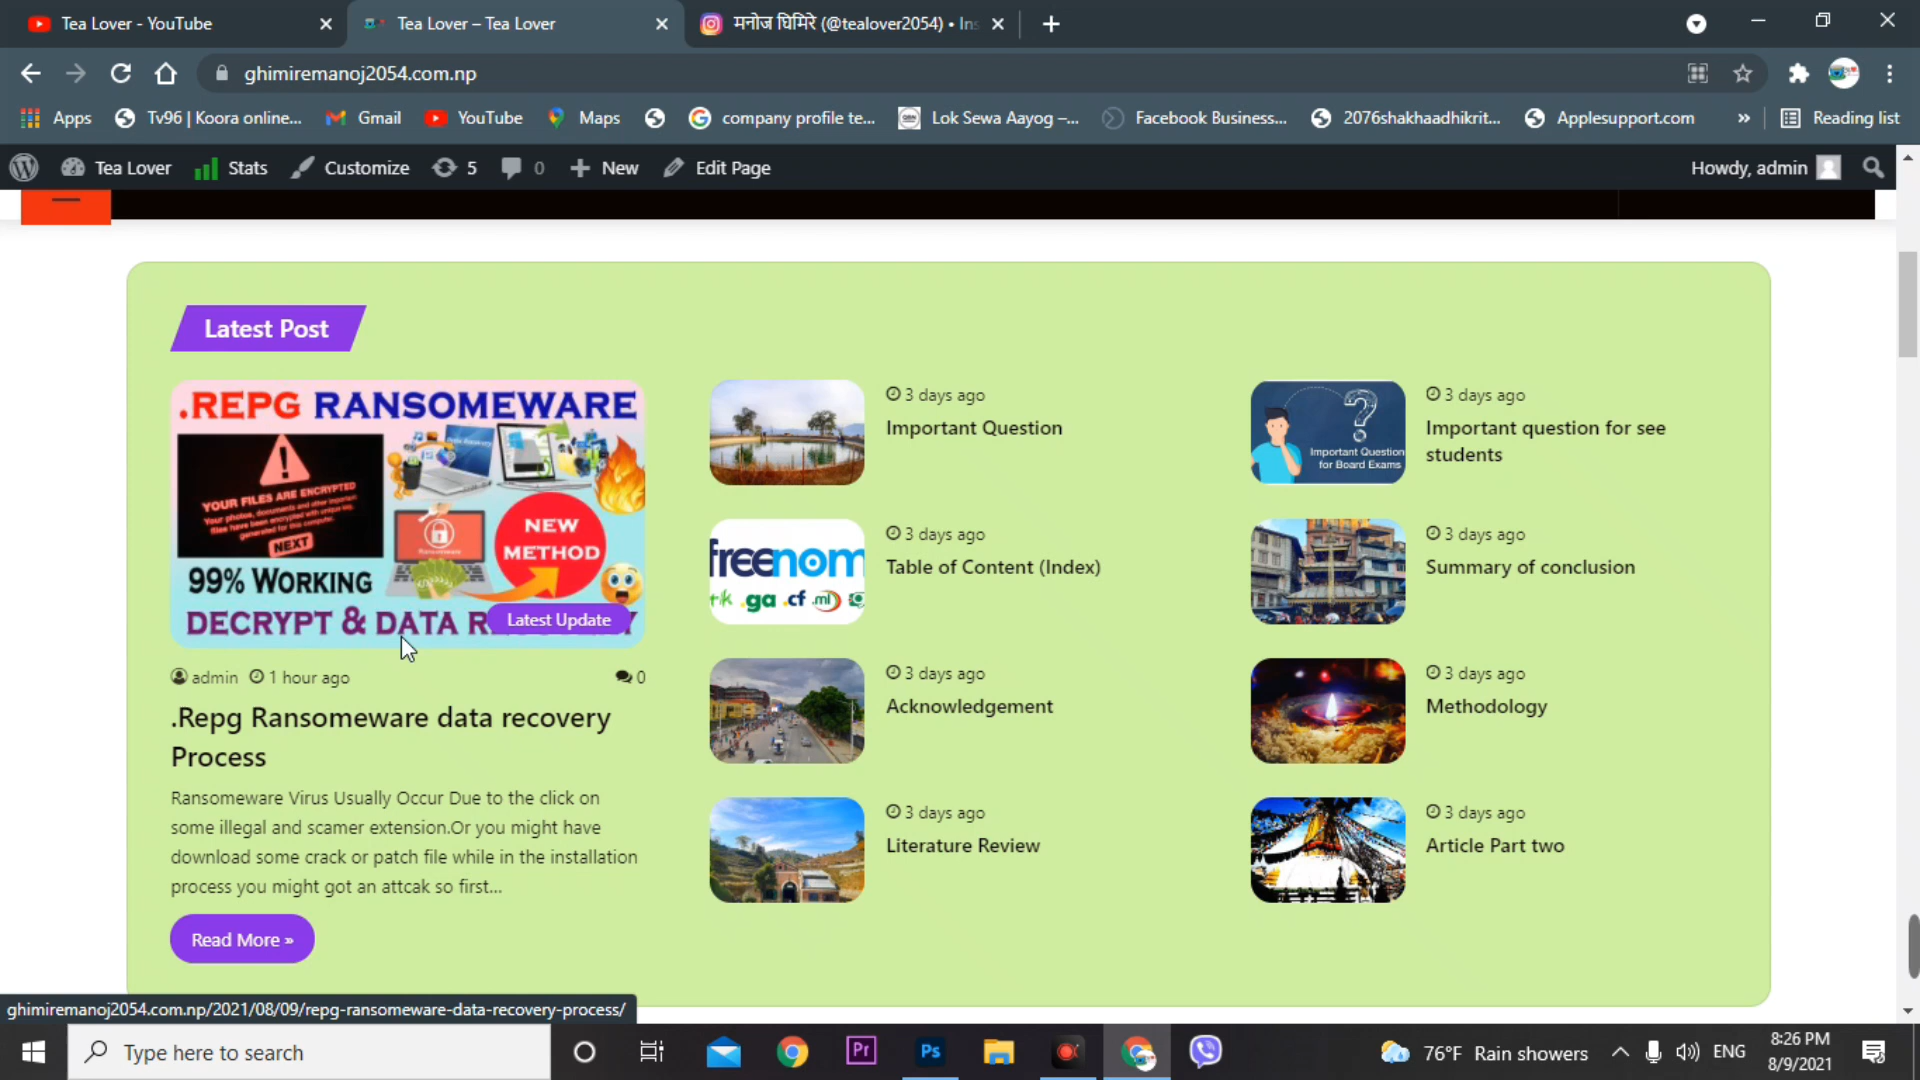 Tea Lover - YouTube
Tea Lover – Tea Lover
मनोज घिमिरे (@tealover2054) • Ins
ghimiremanoj2054.com.np
Apps
Tv96 | Koora online...
Gmail
YouTube
Maps
company profile te...
Lok Sewa Aayog –...
Facebook Business...
2076shakhaadhikrit...
Applesupport.com
»
Reading list
Tea Lover
Stats
Customize
5
0
New
Edit Page
Howdy, admin
Latest Post
.REPG RANSOMEWARE
YOUR FILES ARE ENCRYPTED
NEXT
NEW
METHOD
99% WORKING
DECRYPT & DATA R
Y
Latest Update
admin
1 hour ago
0
.Repg Ransomeware data recovery
Process
Ransomeware Virus Usually Occur Due to the click on
some illegal and scamer extension.Or you might have
download some crack or patch file while in the installation
process you might got an attcak so first...
Read More »
3 days ago
Important Question
freenom
.ga .cf .ml
3 days ago
Table of Content (Index)
3 days ago
Acknowledgement
3 days ago
Literature Review
Important Question
for Board Exams
3 days ago
Important question for see
students
3 days ago
Summary of conclusion
3 days ago
Methodology
3 days ago
Article Part two
ghimiremanoj2054.com.np/2021/08/09/repg-ransomeware-data-recovery-process/
Type here to search
Pr
Ps
76°F Rain showers
ENG
8:26 PM
8/9/2021